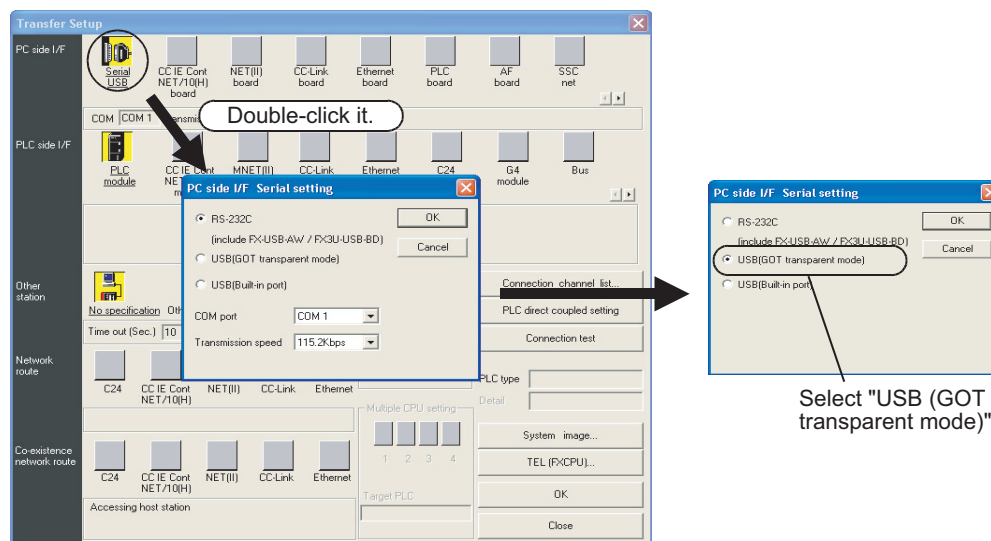 Transfer Setup
PC side I/F
Serial USB
CC IE Cont NET/10(H) board
NET(II) board
CC-Link board
Ethernet board
PLC board
AF board
SSC net
COM COM 1
Double-click it.
PLC side I/F
PLC module
CC IE Cont
MNET(II)
CC-Link
Ethernet
C24
G4 module
Bus
PC side I/F Serial setting
RS-232C
(include FX-USB-AW / FX3U-USB-BD)
USB(GOT transparent mode)
USB(Built-in port)
COM port COM 1
Transmission speed 115.2Kbps
OK
Cancel
PC side I/F Serial setting
RS-232C
(include FX-USB-AW / FX3U-USB-BD)
USB(GOT transparent mode)
USB(Built-in port)
OK
Cancel
Select "USB (GOT
transparent mode)"
Other station
No specification
Time out (Sec.) 10
Connection channel list...
PLC direct coupled setting
Connection test
PLC type
Detail
Network route
C24
CC IE Cont NET/10(H)
NET(II)
CC-Link
Ethernet
Multiple CPU setting
1 2 3 4
Target PLC
System image...
TEL (FXCPU)...
OK
Close
Co-existence network route
C24
CC IE Cont NET/10(H)
NET(II)
CC-Link
Ethernet
Accessing host station